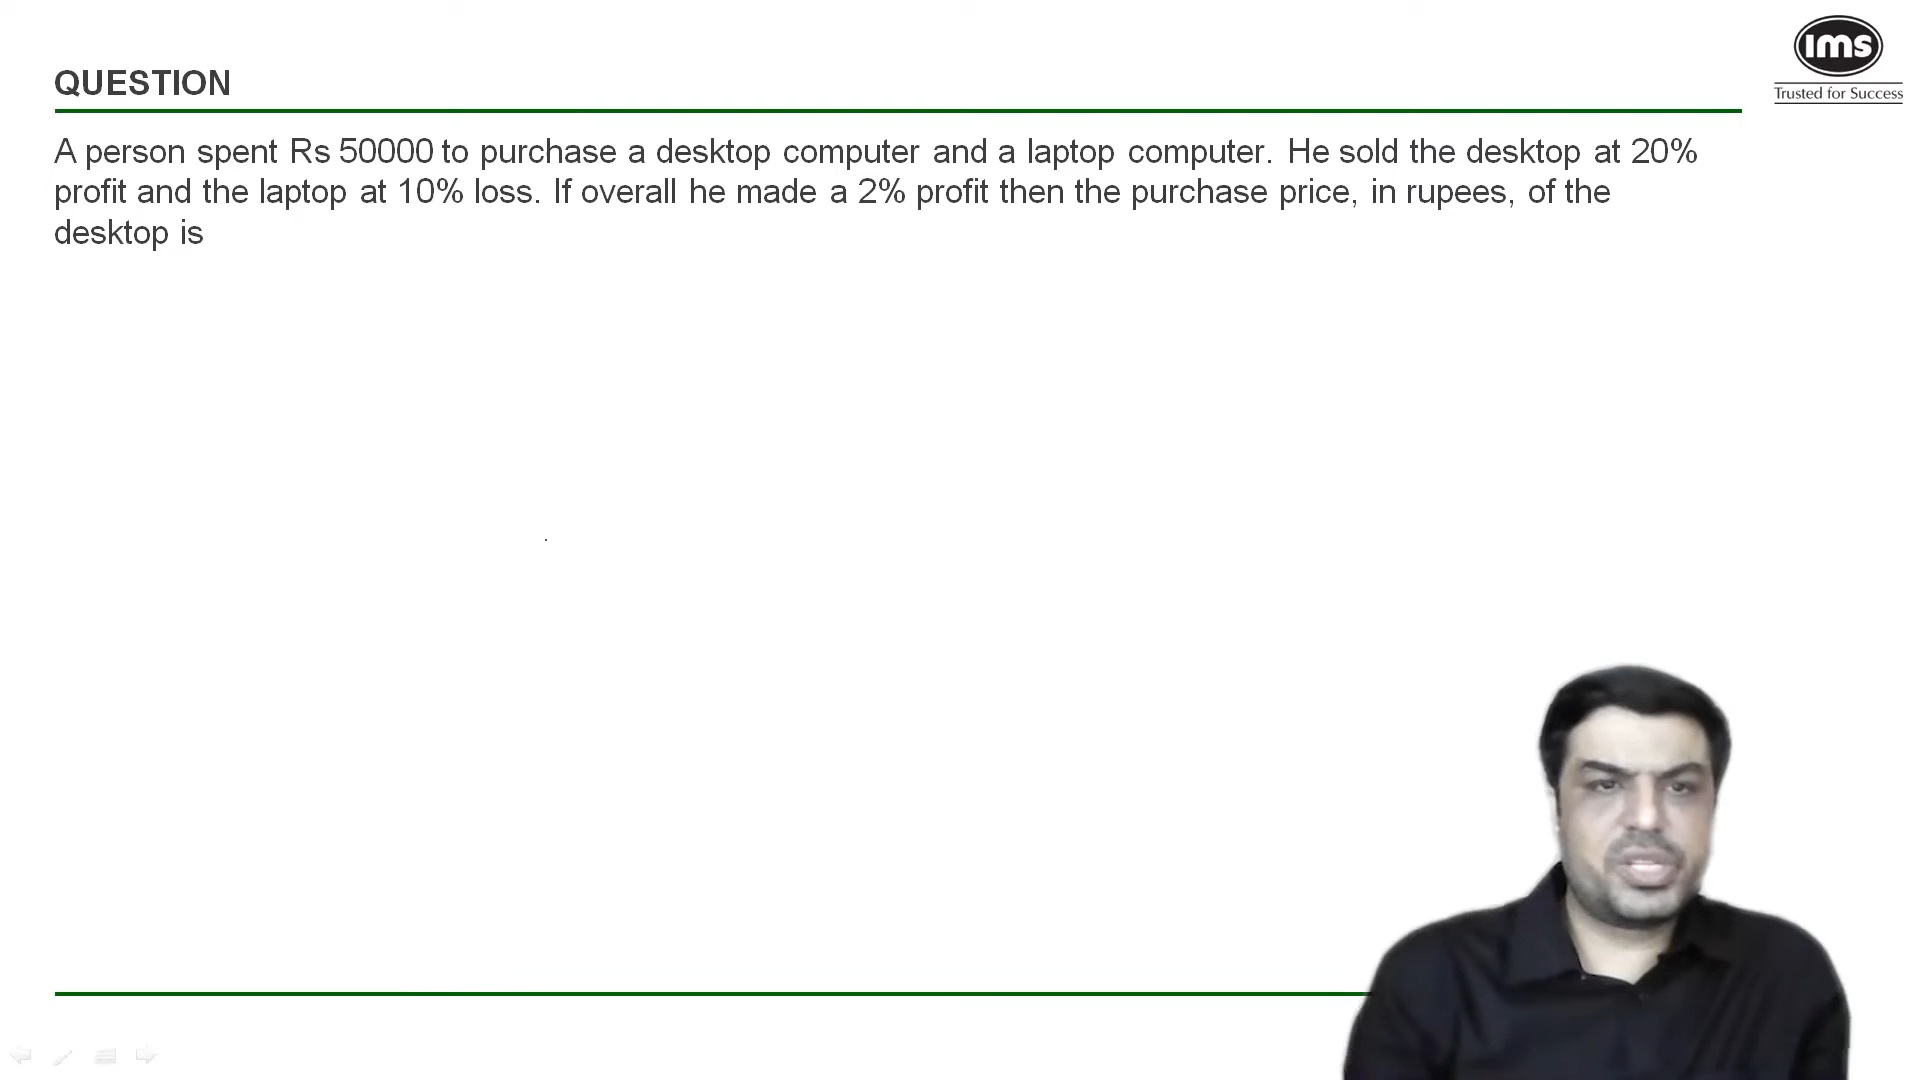 ims
Trusted for Success
QUESTION
A person spent Rs 50000 to purchase a desktop computer and a laptop computer. He sold the desktop at 20%
profit and the laptop at 10% loss. If overall he made a 2% profit then the purchase price, in rupees, of the
desktop is